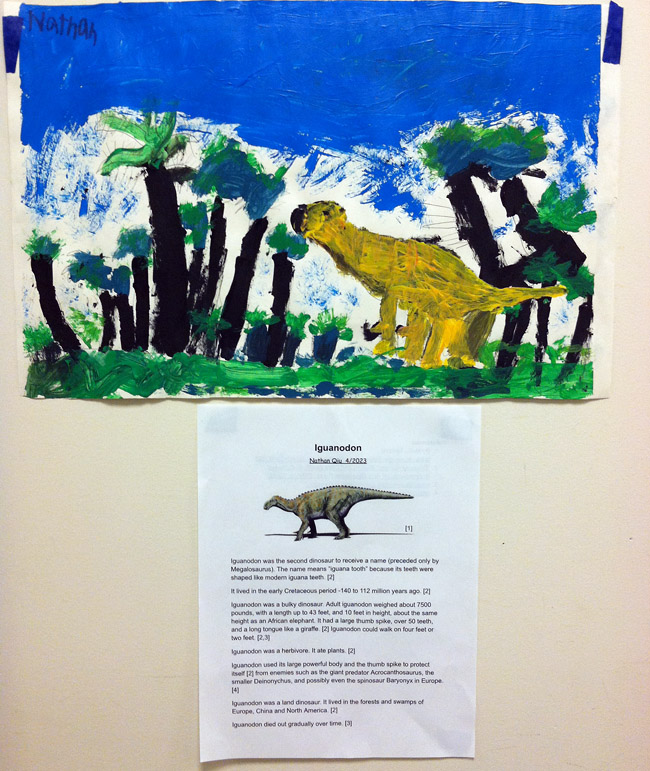 Nathan
Iguanodon
Nathan Qiu 4/2023
[1]
Iguanodon was the second dinosaur to receive a name (preceded only by
Megalosaurus). The name means "iguana tooth" because its teeth were
shaped like modern iguana teeth. [2]
It lived in the early Cretaceous period -140 to 112 million years ago. [2]
Iguanodon was a bulky dinosaur. Adult iguanodon weighed about 7500
pounds, with a length up to 43 feet, and 10 feet in height, about the same
height as an African elephant. It had a large thumb spike, over 50 teeth,
and a long tongue like a giraffe. [2] Iguanodon could walk on four feet or
two feet. [2,3]
Iguanodon was a herbivore. It ate plants. [2]
Iguanodon used its large powerful body and the thumb spike to protect
itself [2] from enemies such as the giant predator Acrocanthosaurus, the
smaller Deinonychus, and possibly even the spinosaur Baryonyx in Europe.
[4]
Iguanodon was a land dinosaur. It lived in the forests and swamps of
Europe, China and North America. [2]
Iguanodon died out gradually over time. [3]